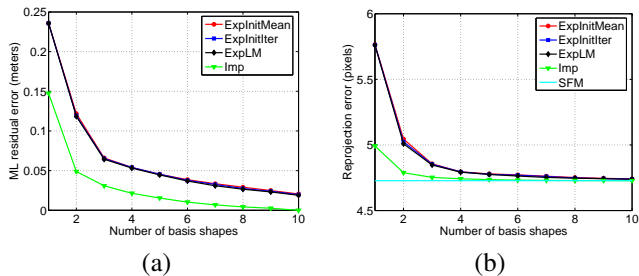 0.25
0.2
0.15
0.1
0.05
0
ML residual error (meters)
2 4 6 8 10
Number of basis shapes
ExpInitMean
ExpInitIter
ExpLM
Imp
(a)
6
5.5
5
4.5
Reprojection error (pixels)
2 4 6 8 10
Number of basis shapes
ExpInitMean
ExpInitIter
ExpLM
Imp
SFM
(b)